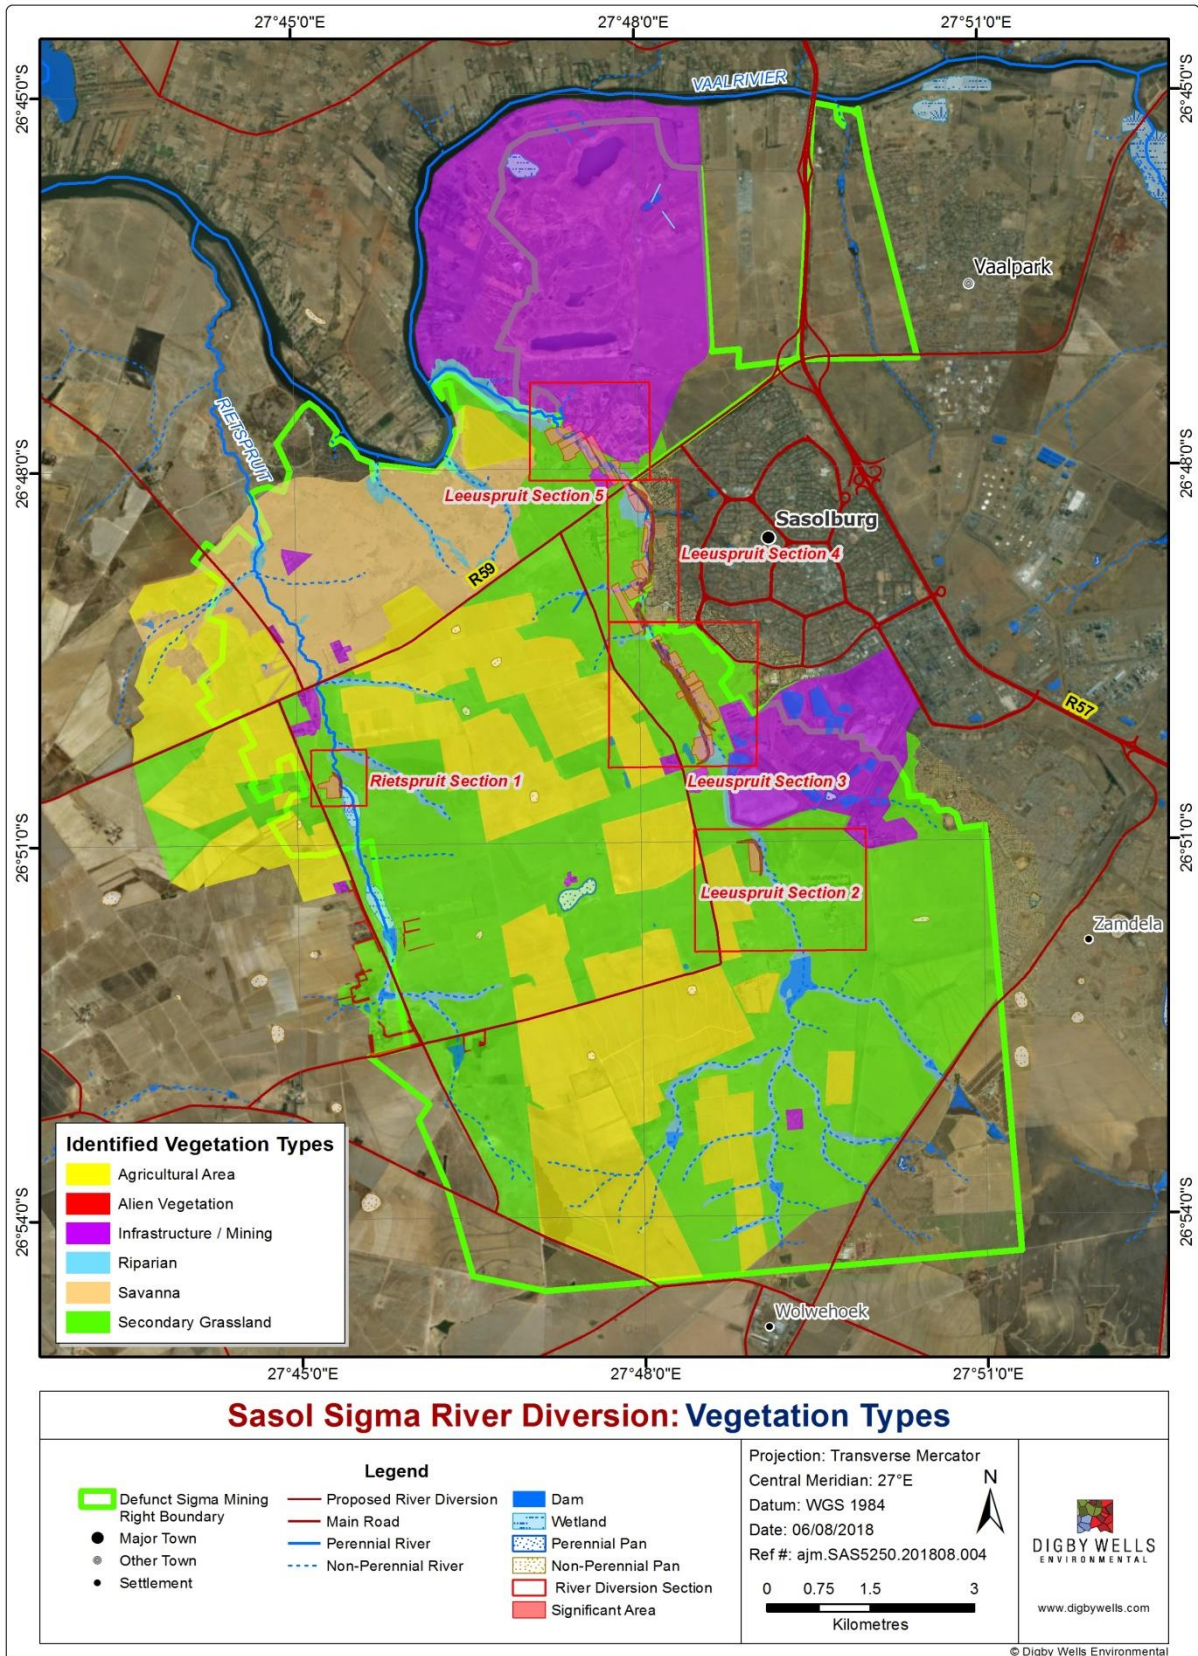 27°45'0"E
27°48'0"E
27°51'0"E
26°45'0"S
26°45'0"S
VAALRIVIER
Vaalpark
RIETSPRUIT
26°48'0"S
26°48'0"S
Leeuspruit Section 5
Sasolburg
Leeuspruit Section 4
R59
R57
Rietspruit Section 1
Leeuspruit Section 3
26°51'0"S
26°51'0"S
Leeuspruit Section 2
Zamdela
Identified Vegetation Types
Agricultural Area
Alien Vegetation
Infrastructure / Mining
Riparian
Savanna
Secondary Grassland
26°54'0"S
26°54'0"S
Wolwehoek
27°45'0"E
27°48'0"E
27°51'0"E
Sasol Sigma River Diversion: Vegetation Types
Legend
Defunct Sigma Mining
Right Boundary
Major Town
Other Town
Settlement
Proposed River Diversion
Main Road
Perennial River
Non-Perennial River
Dam
Wetland
Perennial Pan
Non-Perennial Pan
River Diversion Section
Significant Area
Projection: Transverse Mercator
Central Meridian: 27°E
Datum: WGS 1984
Date: 06/08/2018
Ref #: ajm.SAS5250.201808.004
N
0 0.75 1.5 3
Kilometres
DIGBY WELLS
ENVIRONMENTAL
www.digbywells.com
© Digby Wells Environmental